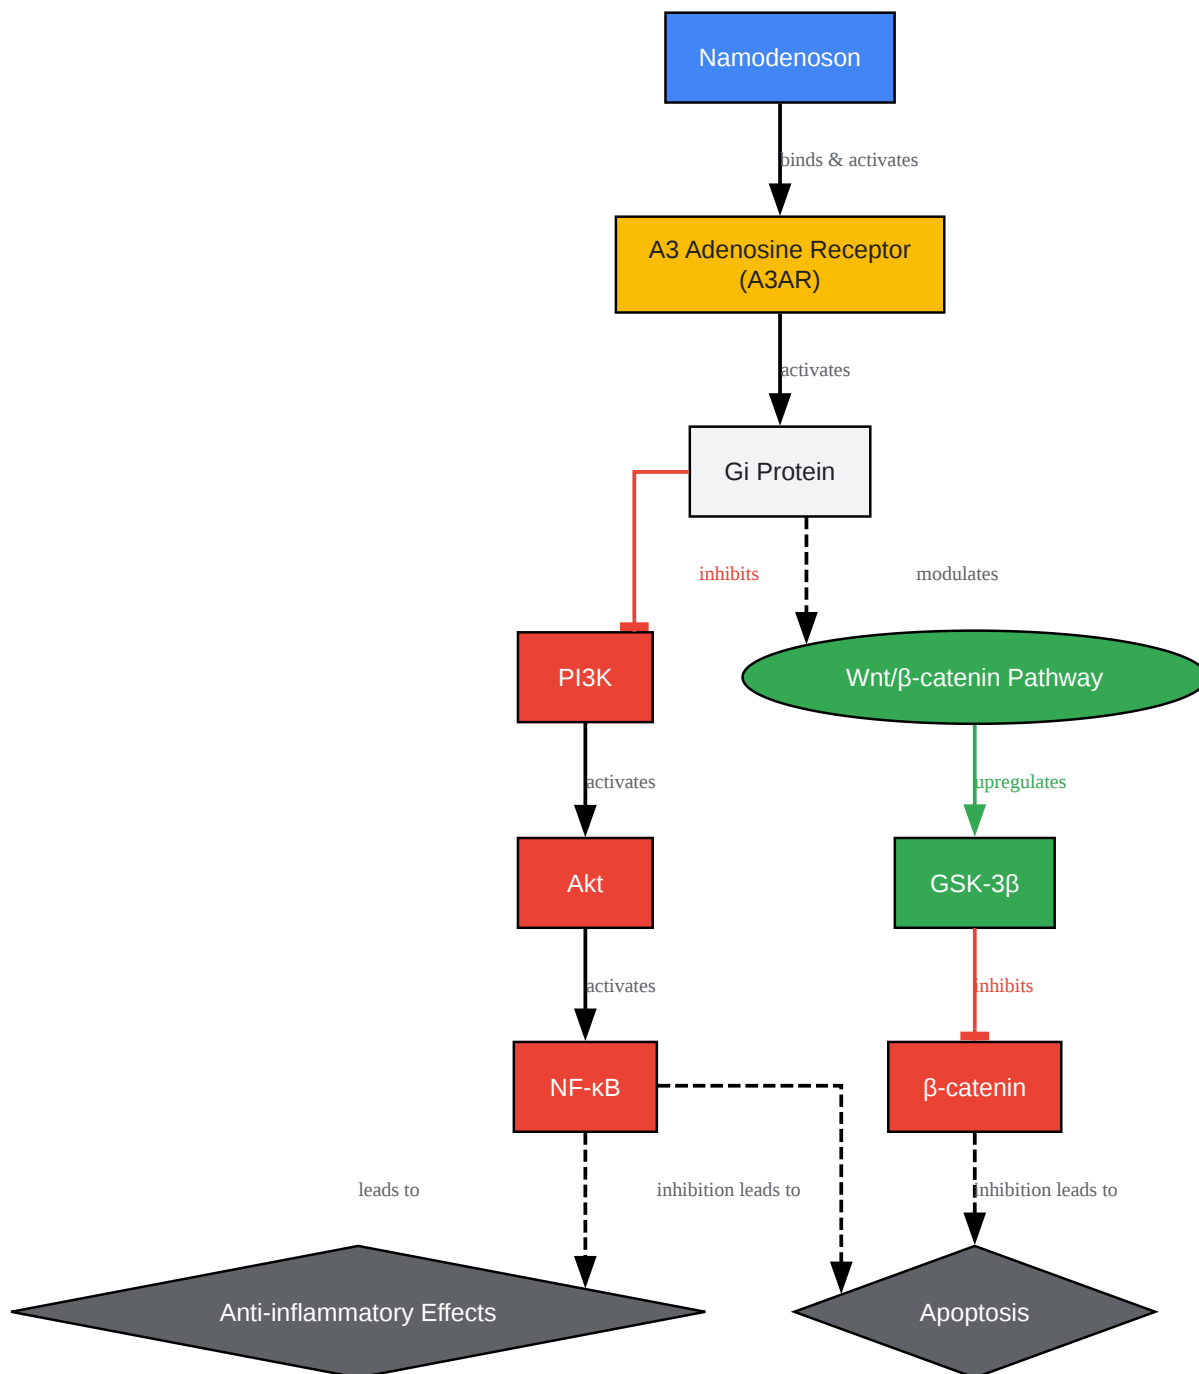 Namodenoson
binds & activates
A3 Adenosine Receptor
(A3AR)
activates
Gi Protein
inhibits
modulates
PI3K
Wnt/β-catenin Pathway
activates
upregulates
Akt
GSK-3β
activates
inhibits
NF-κB
β-catenin
leads to
inhibition leads to
inhibition leads to
Anti-inflammatory Effects
Apoptosis